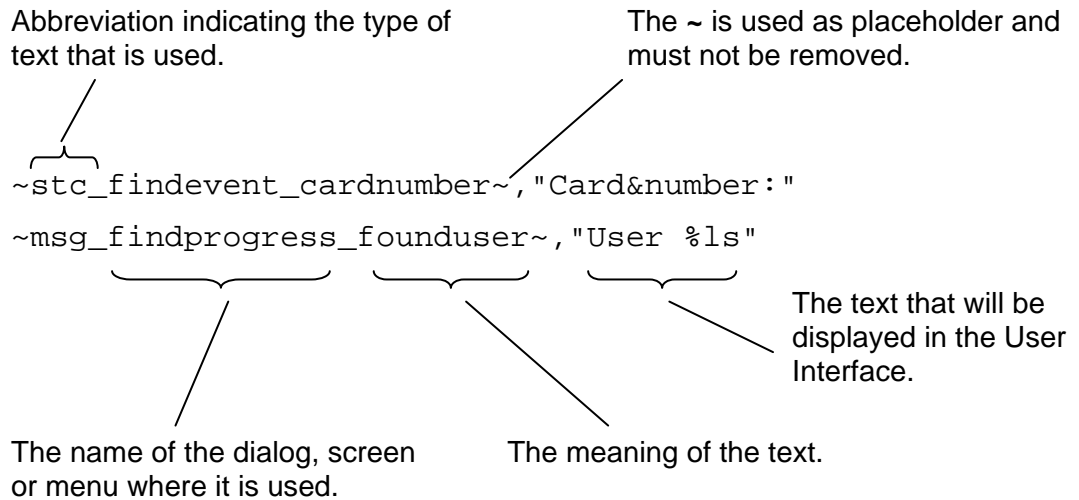 Abbreviation indicating the type of
text that is used.
The ~ is used as placeholder and
must not be removed.
~stc_findevent_cardnumber~,"Card&number:"
~msg_findprogress_founduser~,"User %ls"
The text that will be
displayed in the User
Interface.
The name of the dialog, screen
or menu where it is used.
The meaning of the text.